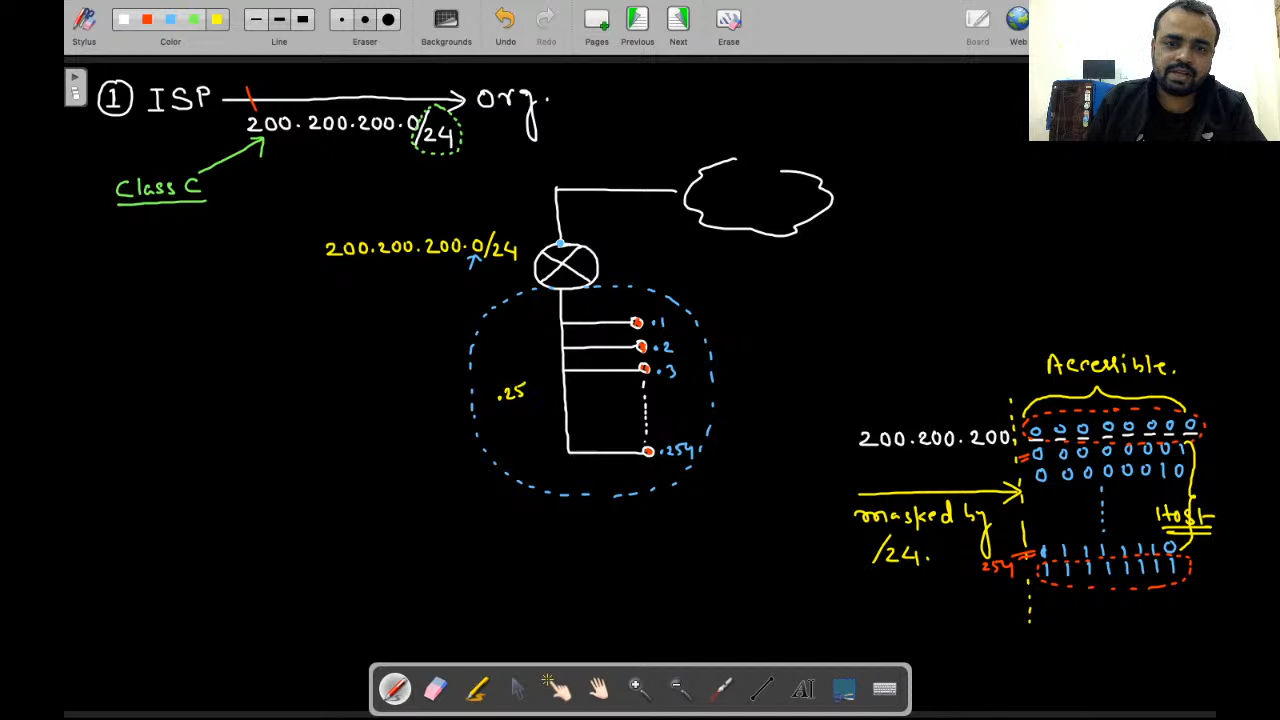 Stylus
Color
Line
Eraser
Backgrounds
Undo
Redo
Pages
Previous
Next
Erase
Board
Web
1 ISP
org.
200.200.200.0/24
Class C
200.200.200.0/24
.1
.2
.3
.25
.254
Accessible.
200.200.200. 0 0 0 0 0 0 0 0
0 0 0 0 0 0 0 1
0 0 0 0 0 0 1 0
masked by
/24.
Host
1 1 1 1 1 1 1 0
254
1 1 1 1 1 1 1 1
AI